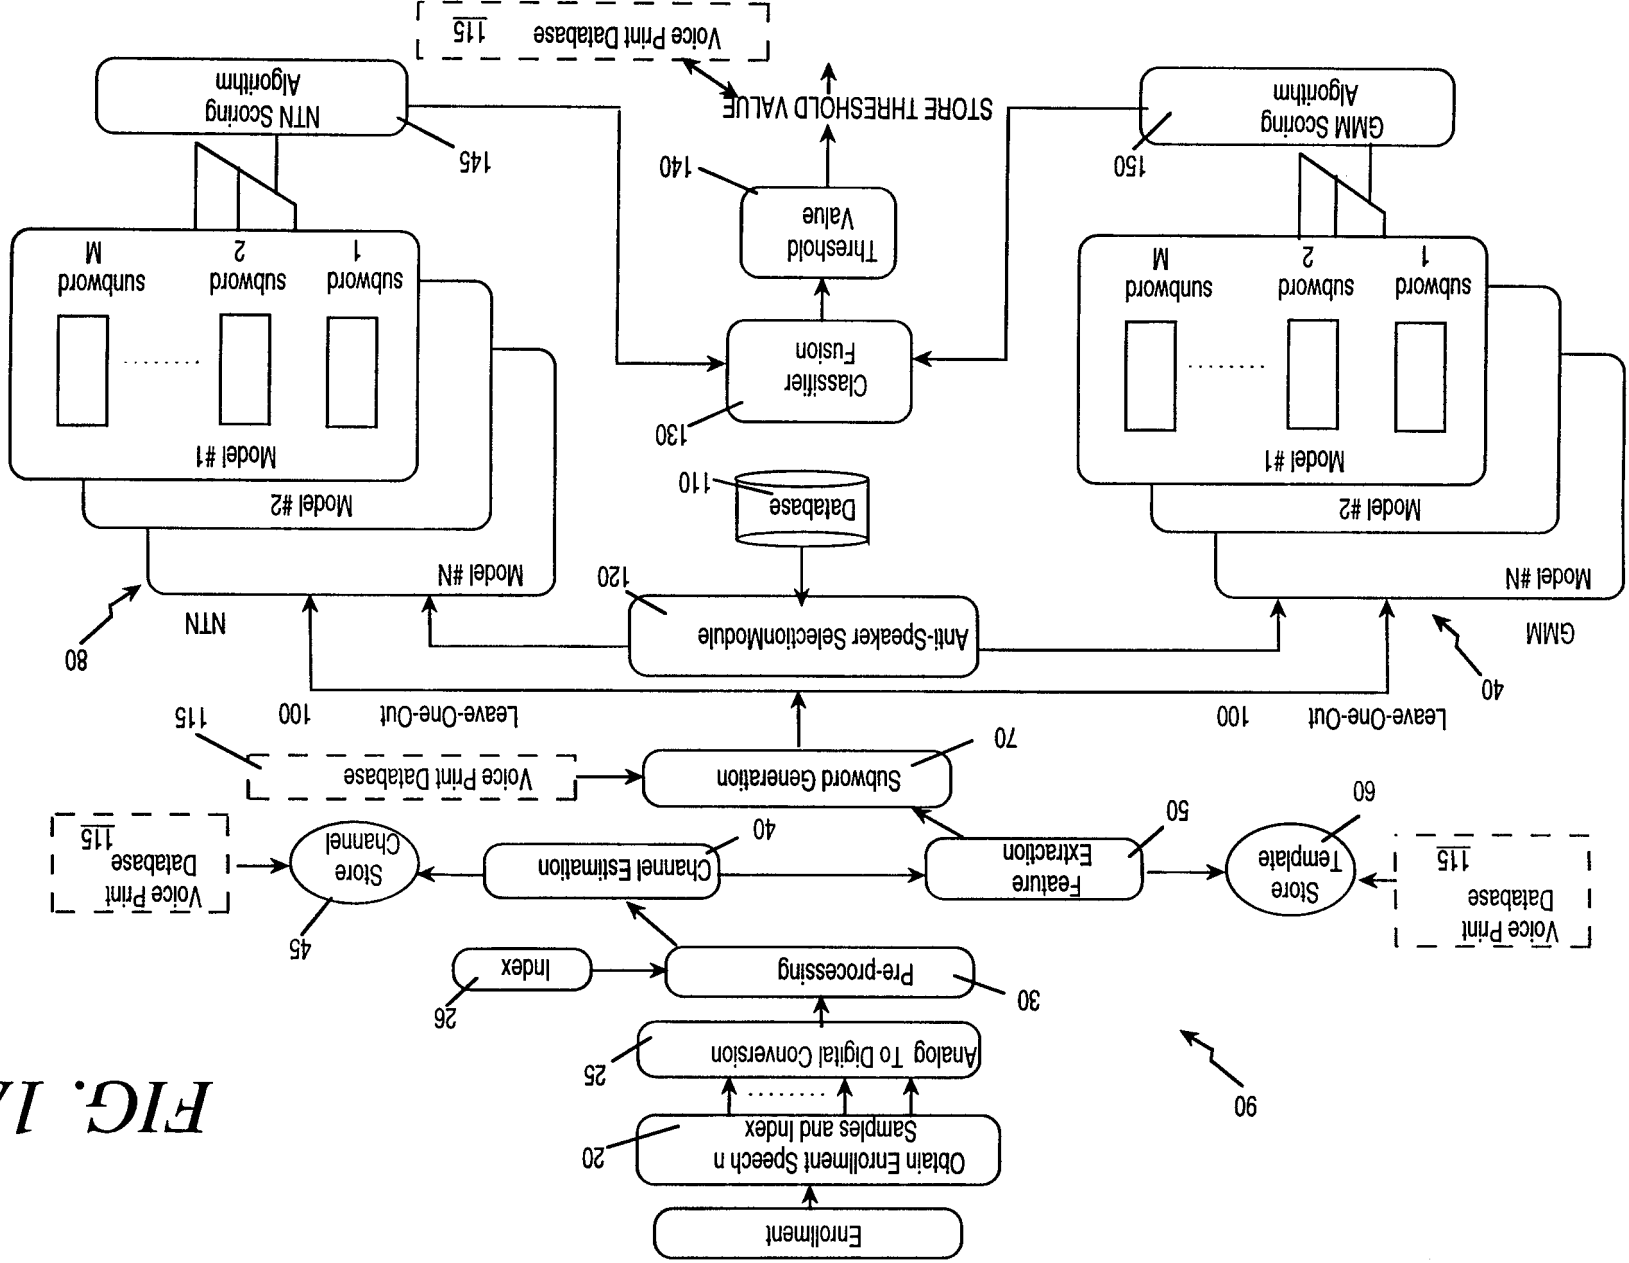 Enrollment
Obtain Enrollment Speech n
Samples and Index
20
FIG. 1A
90
Analog To Digital Conversion
25
30
Pre-processing
Index
26
Voice Print
Database
115
Store
Template
60
Feature
Extraction
50
Channel Estimation
40
Store
Channel
45
Voice Print
Database
115
Subword Generation
70
Voice Print Database
115
Leave-One-Out
100
Leave-One-Out
100
40
GMM
Anti-Speaker SelectionModule
120
NTN
80
Database
110
Model #N
Model #2
Model #1
subword
1
subword
2
sunword
M
Classifier
Fusion
130
Model #N
Model #2
Model #1
subword
1
subword
2
sunword
M
Threshold
Value
140
GMM Scoring
Algorithm
150
NTN Scoring
Algorithm
145
STORE THRESHOLD VALUE
Voice Print Database
115